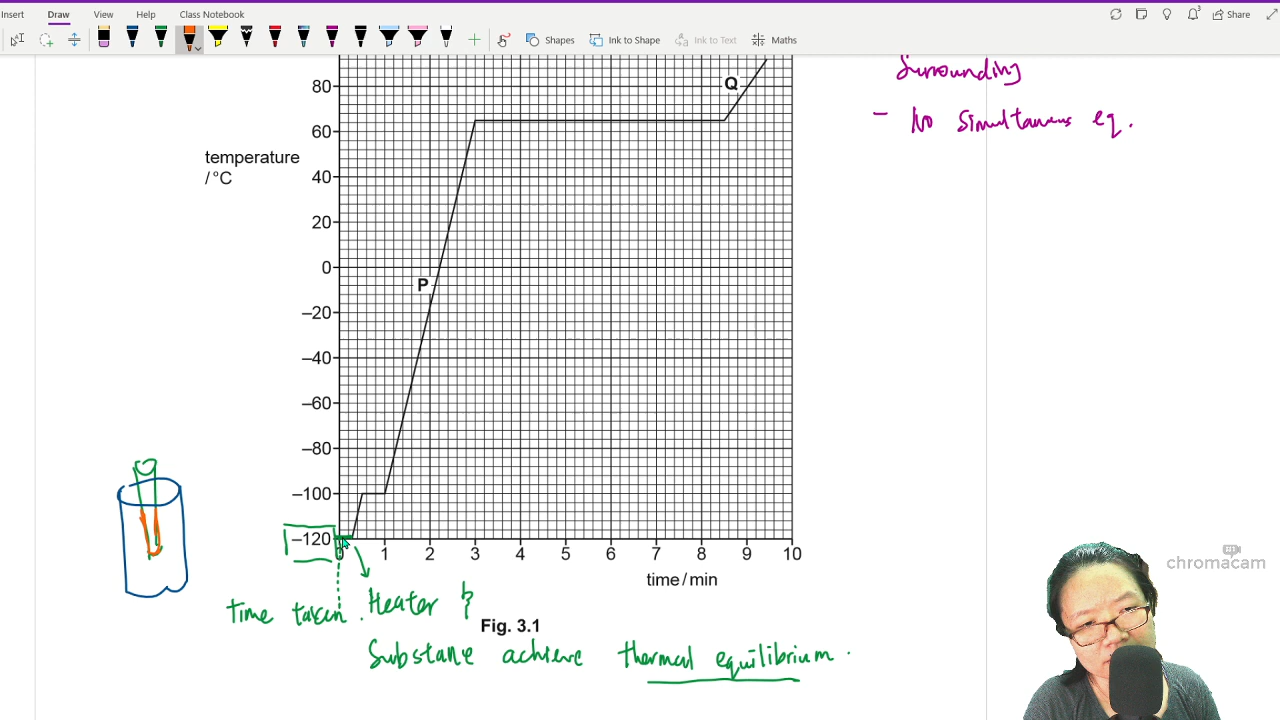 Insert Draw View Help Class Notebook
Share
Shapes Ink to Shape Ink to Text Maths
Surrounding
- No simultaneous eq.
Q
80
60
temperature
/ °C
40
20
0
P
–20
–40
–60
–80
–100
–120
0 1 2 3 4 5 6 7 8 9 10
time / min
chromacam
time taken. Heater &
Fig. 3.1
Substane achieve thermal equilibrium.